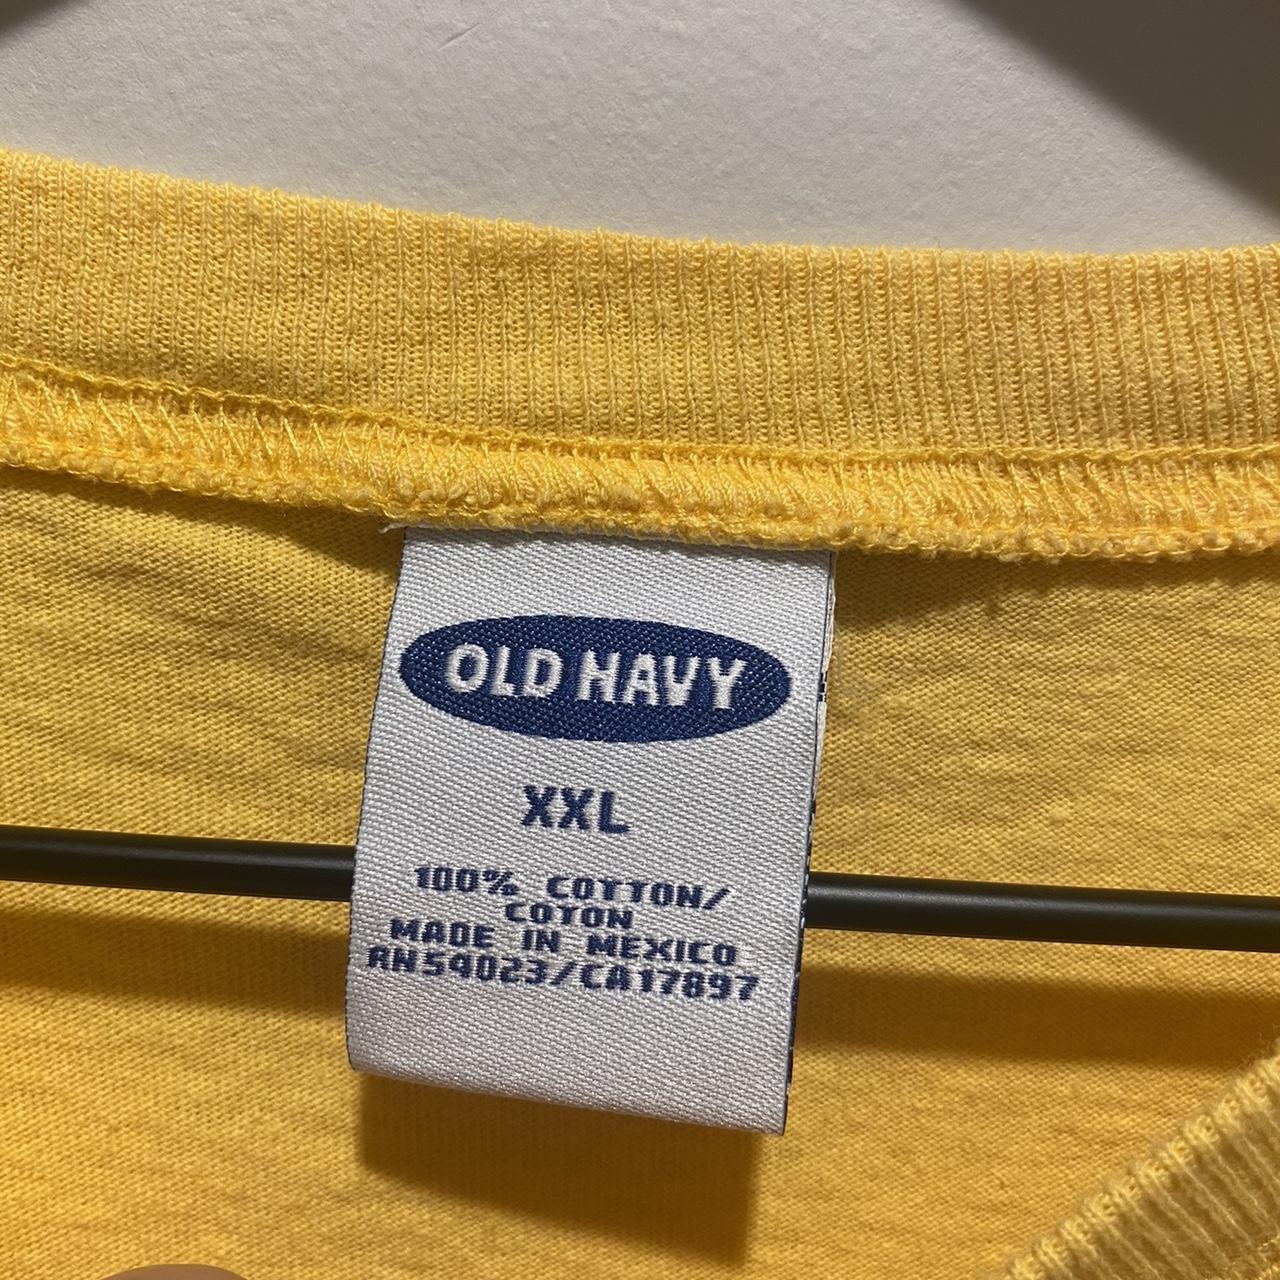 OLD NAVY
XXL
100% COTTON/
COTON
MADE IN MEXICO
RN54023/CA17897